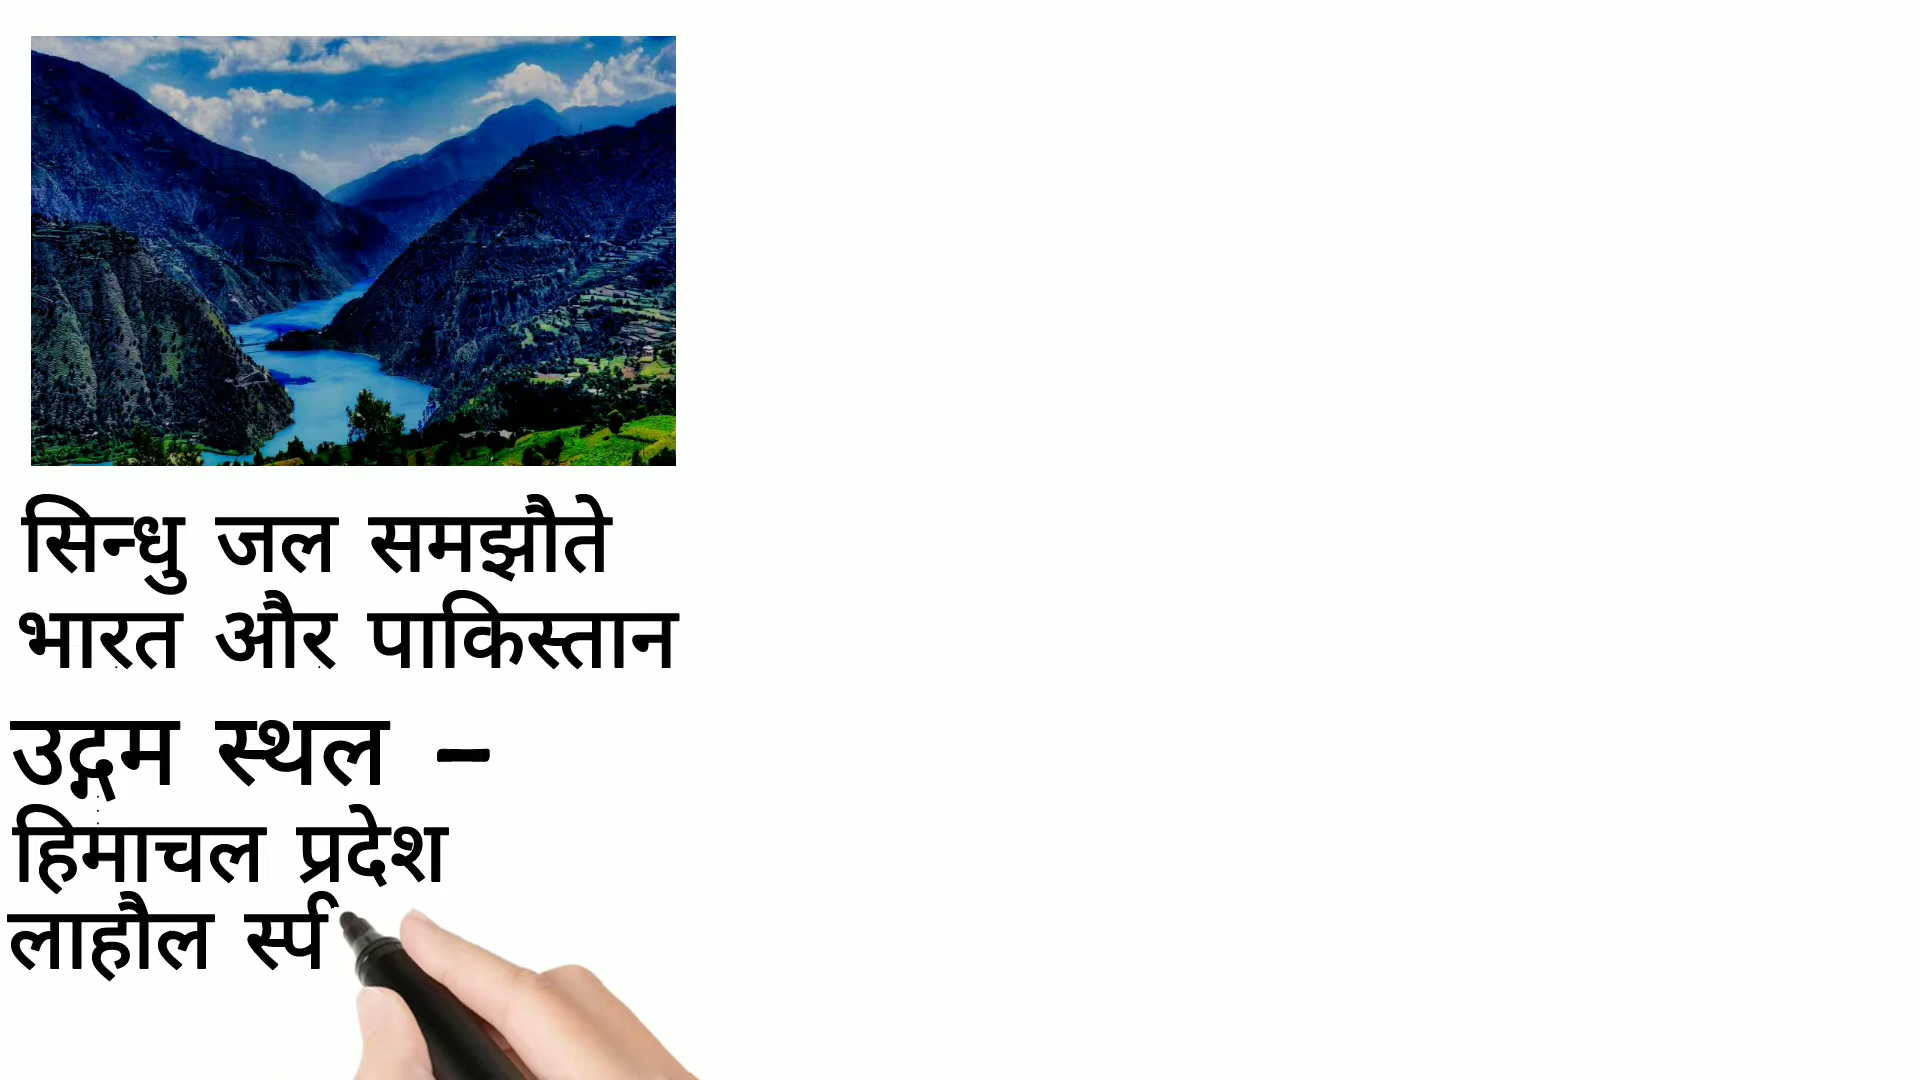 सिन्धु जल समझौते
भारत और पाकिस्तान
उद्गम स्थल –
हिमाचल प्रदेश
लाहौल